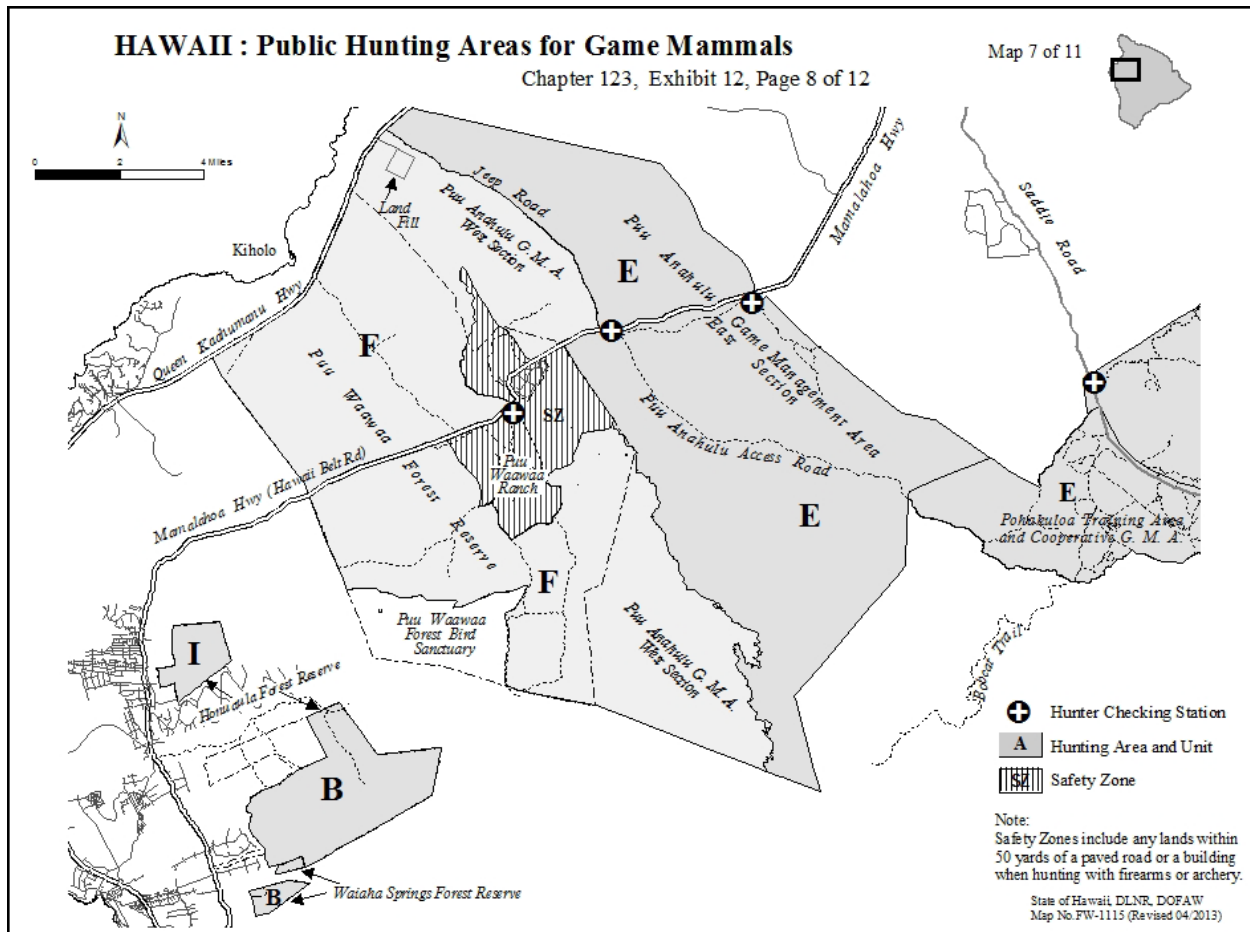 HAWAII : Public Hunting Areas for Game Mammals
Chapter 123, Exhibit 12, Page 8 of 12
Map 7 of 11
N
0 2 4 Miles
Land
Fill
Jeep Road
Puu Anahulu G. M. A.
West Section
Kiholo
Queen Kaahumanu Hwy
Mamalahoa Hwy
Saddle Road
E
Puu Anahulu Game Management Area
East Section
F
Puu Waawaa Forest Reserve
SZ
Puu
Waawaa
Ranch
Puu Anahulu Access Road
Mamalahoa Hwy (Hawaii Belt Rd)
E
E
Pohakuloa Training Area
and Cooperative G. M. A.
F
Puu Waawaa
Forest Bird
Sanctuary
Puu Anahulu G. M. A.
West Section
Bobcat Trail
I
Honuaula Forest Reserve
B
B
Waiaha Springs Forest Reserve
Hunter Checking Station
A
Hunting Area and Unit
SZ
Safety Zone
Note:
Safety Zones include any lands within
50 yards of a paved road or a building
when hunting with firearms or archery.
State of Hawaii, DLNR, DOFAW
Map No.FW-1115 (Revised 04/2013)